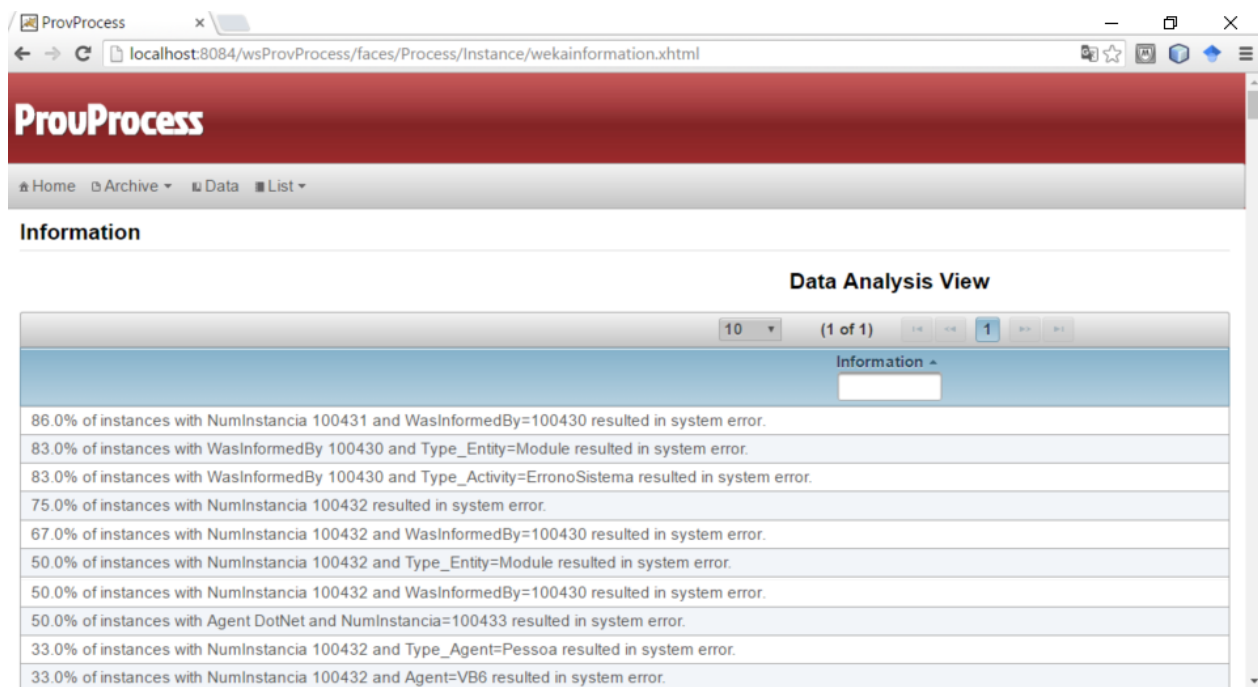 ProvProcess
localhost:8084/wsProvProcess/faces/Process/Instance/wekainformation.xhtml
ProvProcess
Home Archive Data List
Information
Data Analysis View
10 (1 of 1) 1
Information
86.0% of instances with NumInstancia 100431 and WasInformedBy=100430 resulted in system error.
83.0% of instances with WasInformedBy 100430 and Type_Entity=Module resulted in system error.
83.0% of instances with WasInformedBy 100430 and Type_Activity=ErronoSistema resulted in system error.
75.0% of instances with NumInstancia 100432 resulted in system error.
67.0% of instances with NumInstancia 100432 and WasInformedBy=100430 resulted in system error.
50.0% of instances with NumInstancia 100432 and Type_Entity=Module resulted in system error.
50.0% of instances with NumInstancia 100432 and WasInformedBy=100430 resulted in system error.
50.0% of instances with Agent DotNet and NumInstancia=100433 resulted in system error.
33.0% of instances with NumInstancia 100432 and Type_Agent=Pessoa resulted in system error.
33.0% of instances with NumInstancia 100432 and Agent=VB6 resulted in system error.